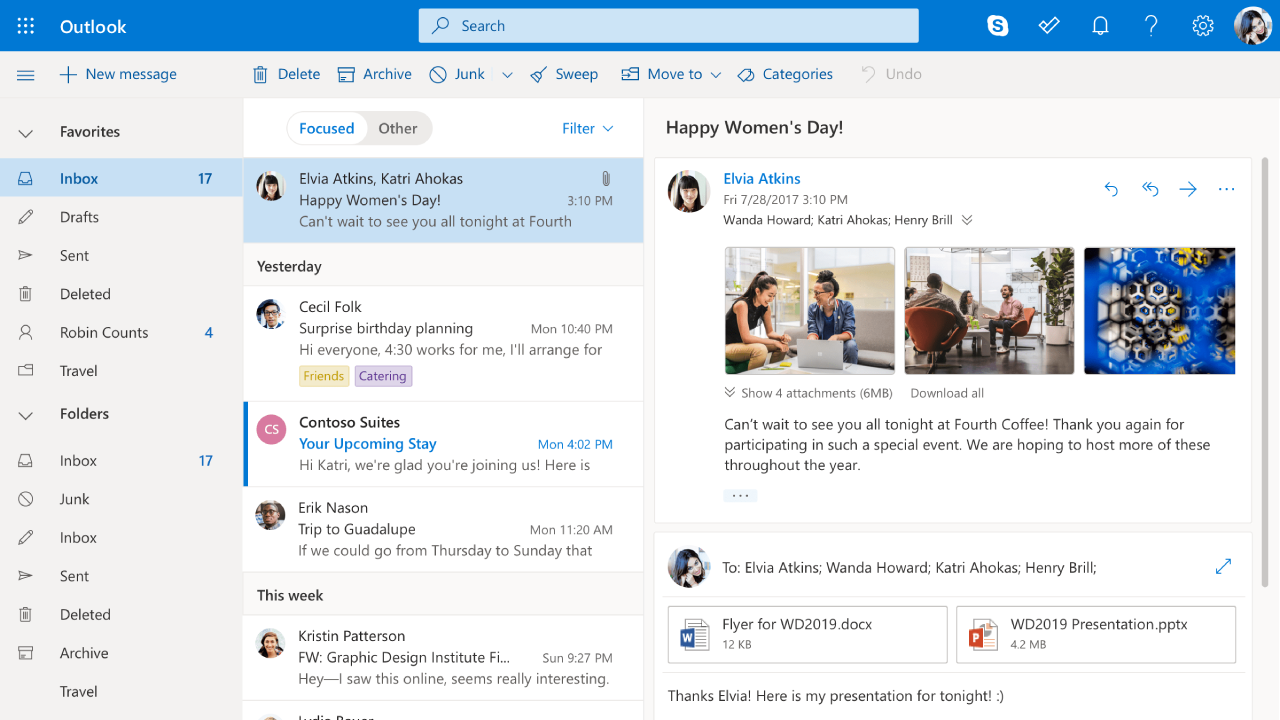 Outlook
Search
New message
Delete
Archive
Junk
Sweep
Move to
Categories
Undo
Favorites
Inbox 17
Drafts
Sent
Deleted
Robin Counts 4
Travel
Folders
Inbox 17
Junk
Inbox
Sent
Deleted
Archive
Travel
Focused
Other
Filter
Elvia Atkins, Katri Ahokas
Happy Women's Day! 3:10 PM
Can't wait to see you all tonight at Fourth
Yesterday
Cecil Folk
Surprise birthday planning Mon 10:40 PM
Hi everyone, 4:30 works for me, I'll arrange for
Friends Catering
CS
Contoso Suites
Your Upcoming Stay Mon 4:02 PM
Hi Katri, we're glad you're joining us! Here is
Erik Nason
Trip to Guadalupe Mon 11:20 AM
If we could go from Thursday to Sunday that
This week
Kristin Patterson
FW: Graphic Design Institute Fi... Sun 9:27 PM
Hey—I saw this online, seems really interesting.
Happy Women's Day!
Elvia Atkins
Fri 7/28/2017 3:10 PM
Wanda Howard; Katri Ahokas; Henry Brill
Show 4 attachments (6MB) Download all
Can't wait to see you all tonight at Fourth Coffee! Thank you again for
participating in such a special event. We are hoping to host more of these
throughout the year.
To: Elvia Atkins; Wanda Howard; Katri Ahokas; Henry Brill;
Flyer for WD2019.docx
12 KB
WD2019 Presentation.pptx
4.2 MB
Thanks Elvia! Here is my presentation for tonight! :)